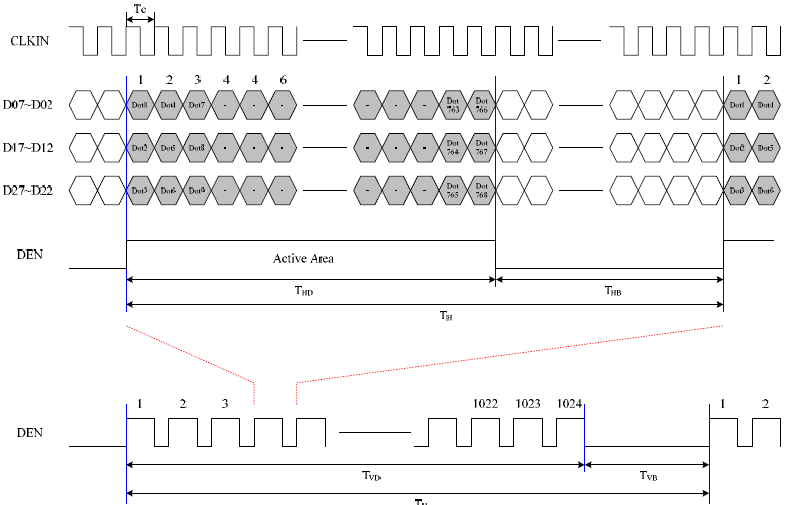 Tc
CLKIN
1 2 3 4 4 6 1 2
D07~D02 Dot1 Dot4 Dot7 - - - - - - Dot 763 Dot 766 Dot1 Dot4
D17~D12 Dot2 Dot5 Dot8 - - - - - - Dot 764 Dot 767 Dot2 Dot5
D27~D22 Dot3 Dot6 Dot9 - - - - - - Dot 765 Dot 768 Dot3 Dot6
DEN Active Area
THD THB
TH
1 2 3 1022 1023 1024 1 2
DEN
TVD TVB